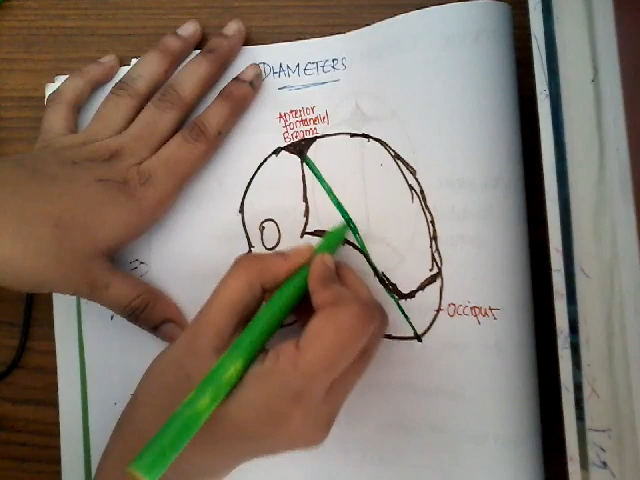 DIAMETERS
Anterior
fontanelle/
Bregma
Occiput